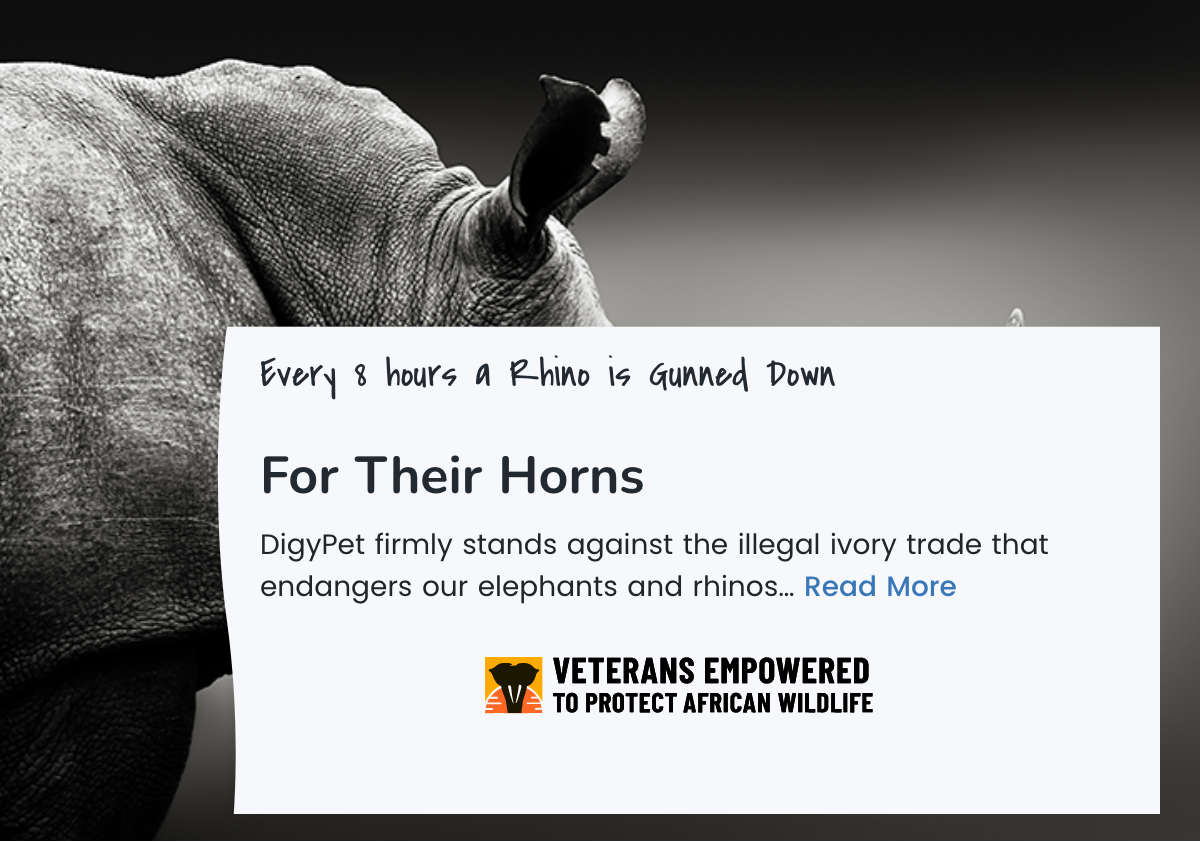 Every 8 hours a Rhino is Gunned Down
For Their Horns
DigyPet firmly stands against the illegal ivory trade that
endangers our elephants and rhinos... Read More
VETERANS EMPOWERED
TO PROTECT AFRICAN WILDLIFE